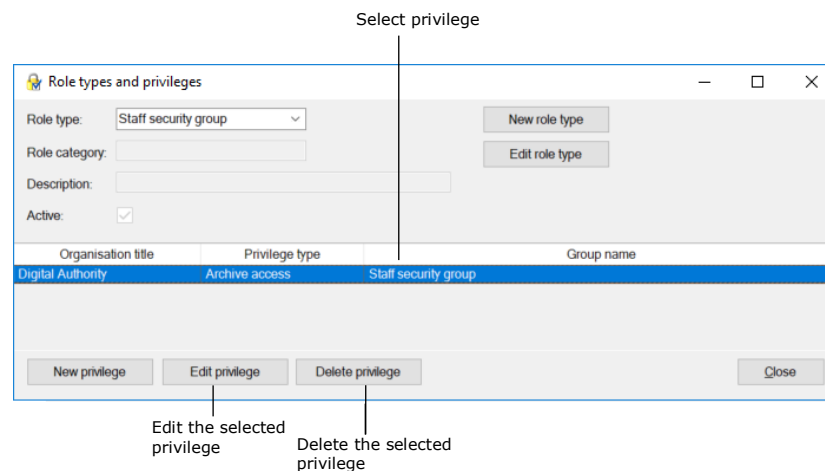 Select privilege
Role types and privileges
Role type: Staff security group New role type
Role category: Edit role type
Description:
Active:
Organisation title Privilege type Group name
Digital Authority Archive access Staff security group
New privilege Edit privilege Delete privilege Close
Edit the selected
privilege
Delete the selected
privilege